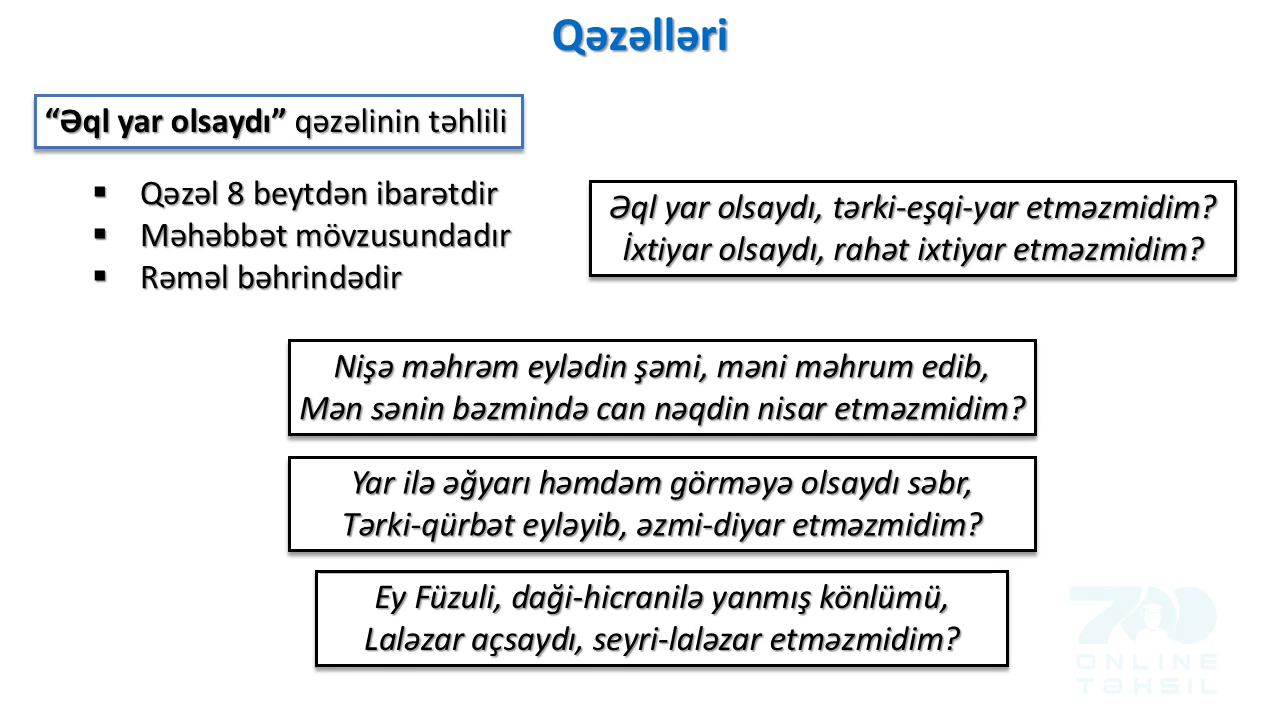 Qəzəlləri
“Əql yar olsaydı” qəzəlinin təhlili
▪ Qəzəl 8 beytdən ibarətdir
▪ Məhəbbət mövzusundadır
▪ Rəməl bəhrindədir
Əql yar olsaydı, tərki-eşqi-yar etməzmidim?
İxtiyar olsaydı, rahət ixtiyar etməzmidim?
Nişə məhrəm eylədin şəmi, məni məhrum edib,
Mən sənin bəzmində can nəqdin nisar etməzmidim?
Yar ilə əğyarı həmdəm görməyə olsaydı səbr,
Tərki-qürbət eyləyib, əzmi-diyar etməzmidim?
Ey Füzuli, daği-hicranilə yanmış könlümü,
Laləzar açsaydı, seyri-laləzar etməzmidim?
700
ONLINE
TƏHSİL